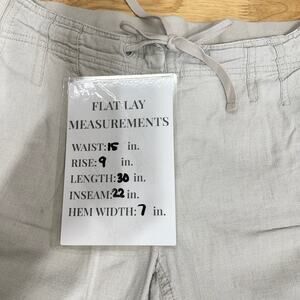 FLAT LAY
MEASUREMENTS
WAIST: 15 in.
RISE: 9 in.
LENGTH: 30 in.
INSEAM: 22 in.
HEM WIDTH: 7 in.